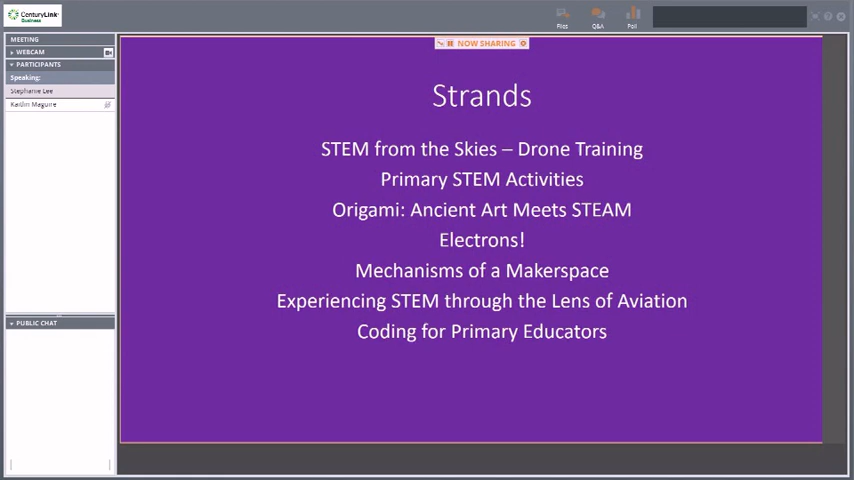 CenturyLink
Business
Files
Q&A
Poll
MEETING
WEBCAM
PARTICIPANTS
Speaking:
Stephanie Lee
Kaitlin Maguire
PUBLIC CHAT
NOW SHARING
Strands
STEM from the Skies – Drone Training
Primary STEM Activities
Origami: Ancient Art Meets STEAM
Electrons!
Mechanisms of a Makerspace
Experiencing STEM through the Lens of Aviation
Coding for Primary Educators